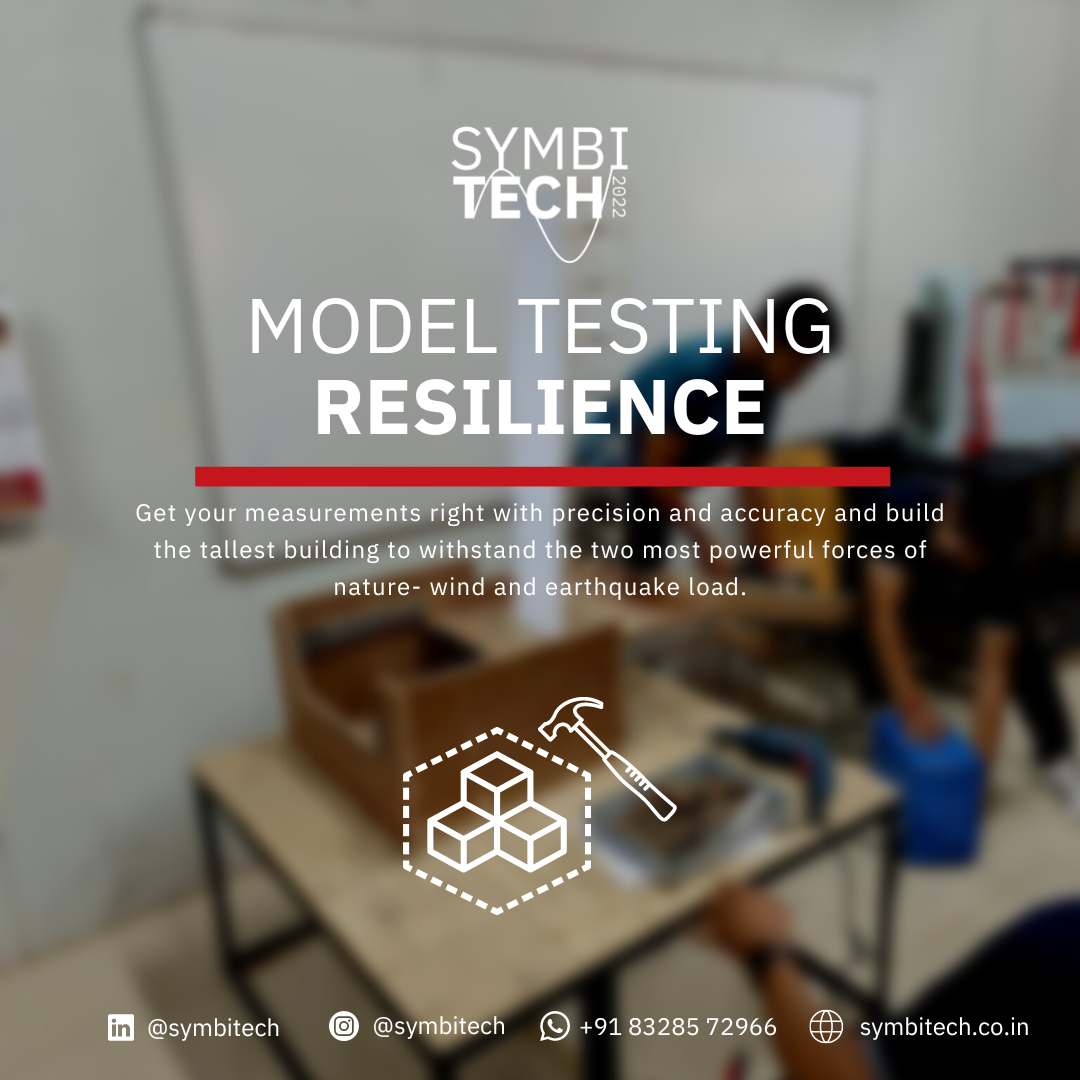 SYMBI
TECH 2022
MODEL TESTING
RESILIENCE
Get your measurements right with precision and accuracy and build
the tallest building to withstand the two most powerful forces of
nature- wind and earthquake load.
@symbitech @symbitech +91 83285 72966 symbitech.co.in